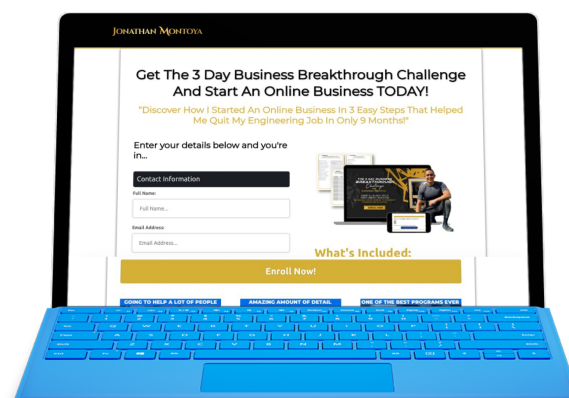 Jonathan Montoya
Get The 3 Day Business Breakthrough Challenge
And Start An Online Business TODAY!
"Discover How I Started An Online Business In 3 Easy Steps That Helped
Me Quit My Engineering Job In Only 9 Months!"
Enter your details below and you're
in...
Contact Information
Full Name:
Full Name...
Email Address:
Email Address...
What's Included:
Enroll Now!
GOING TO HELP A LOT OF PEOPLE
AMAZING AMOUNT OF DETAIL.
ONE OF THE BEST PROGRAMS EVER